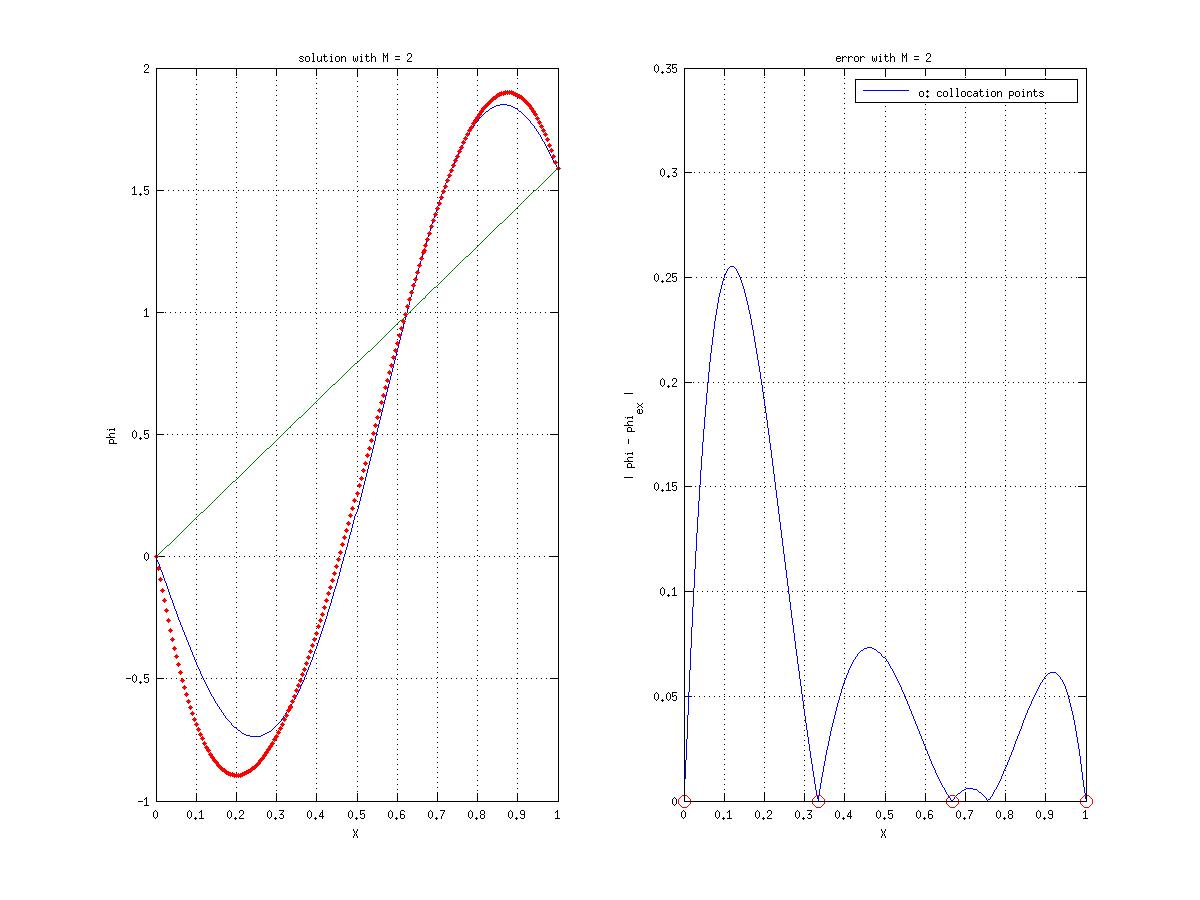 solution with M = 2
2
1.5
1
0.5
0
-0.5
-1
phi
0 0.1 0.2 0.3 0.4 0.5 0.6 0.7 0.8 0.9 1
X
error with M = 2
o: collocation points
0.35
0.3
0.25
0.2
0.15
0.1
0.05
0
| phi - phi ex |
0 0.1 0.2 0.3 0.4 0.5 0.6 0.7 0.8 0.9 1
X